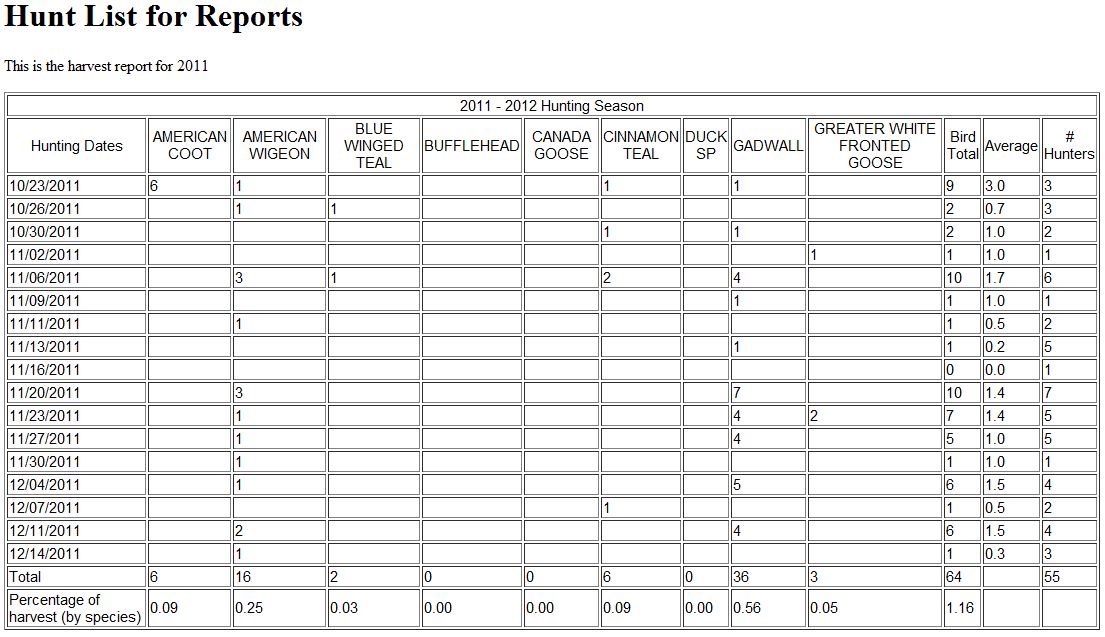 Hunt List for Reports
This is the harvest report for 2011
2011 - 2012 Hunting Season
Hunting Dates AMERICAN COOT AMERICAN WIGEON BLUE WINGED TEAL BUFFLEHEAD CANADA GOOSE CINNAMON TEAL DUCK SP GADWALL GREATER WHITE FRONTED GOOSE Bird Total Average # Hunters
10/23/2011 6 1 1 1 9 3.0 3
10/26/2011 1 1 2 0.7 3
10/30/2011 1 1 2 1.0 2
11/02/2011 1 1 1.0 1
11/06/2011 3 1 2 4 10 1.7 6
11/09/2011 1 1 1.0 1
11/11/2011 1 1 0.5 2
11/13/2011 1 1 0.2 5
11/16/2011 0 0.0 1
11/20/2011 3 7 10 1.4 7
11/23/2011 1 4 2 7 1.4 5
11/27/2011 1 4 5 1.0 5
11/30/2011 1 1 1.0 1
12/04/2011 1 5 6 1.5 4
12/07/2011 1 1 0.5 2
12/11/2011 2 4 6 1.5 4
12/14/2011 1 1 0.3 3
Total 6 16 2 0 0 6 0 36 3 64 55
Percentage of harvest (by species) 0.09 0.25 0.03 0.00 0.00 0.09 0.00 0.56 0.05 1.16